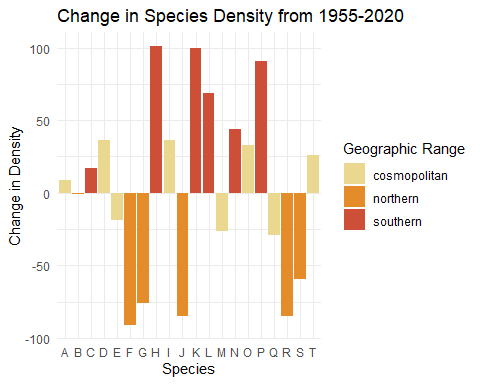 Change in Species Density from 1955-2020
Change in Density
100
50
0
-50
-100
A B C D E F G H I J K L M N O P Q R S T
Species
Geographic Range
cosmopolitan
northern
southern